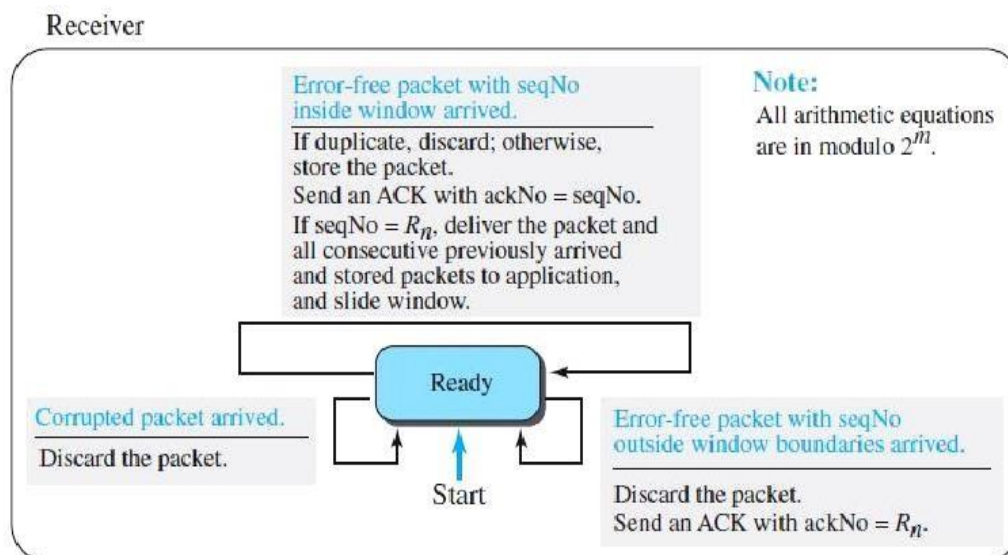 Receiver
Error-free packet with seqNo
inside window arrived.
If duplicate, discard; otherwise,
store the packet.
Send an ACK with ackNo = seqNo.
If seqNo = Rₙ, deliver the packet and
all consecutive previously arrived
and stored packets to application,
and slide window.
Note:
All arithmetic equations
are in modulo 2ᵐ.
Ready
Corrupted packet arrived.
Discard the packet.
Start
Error-free packet with seqNo
outside window boundaries arrived.
Discard the packet.
Send an ACK with ackNo = Rₙ.